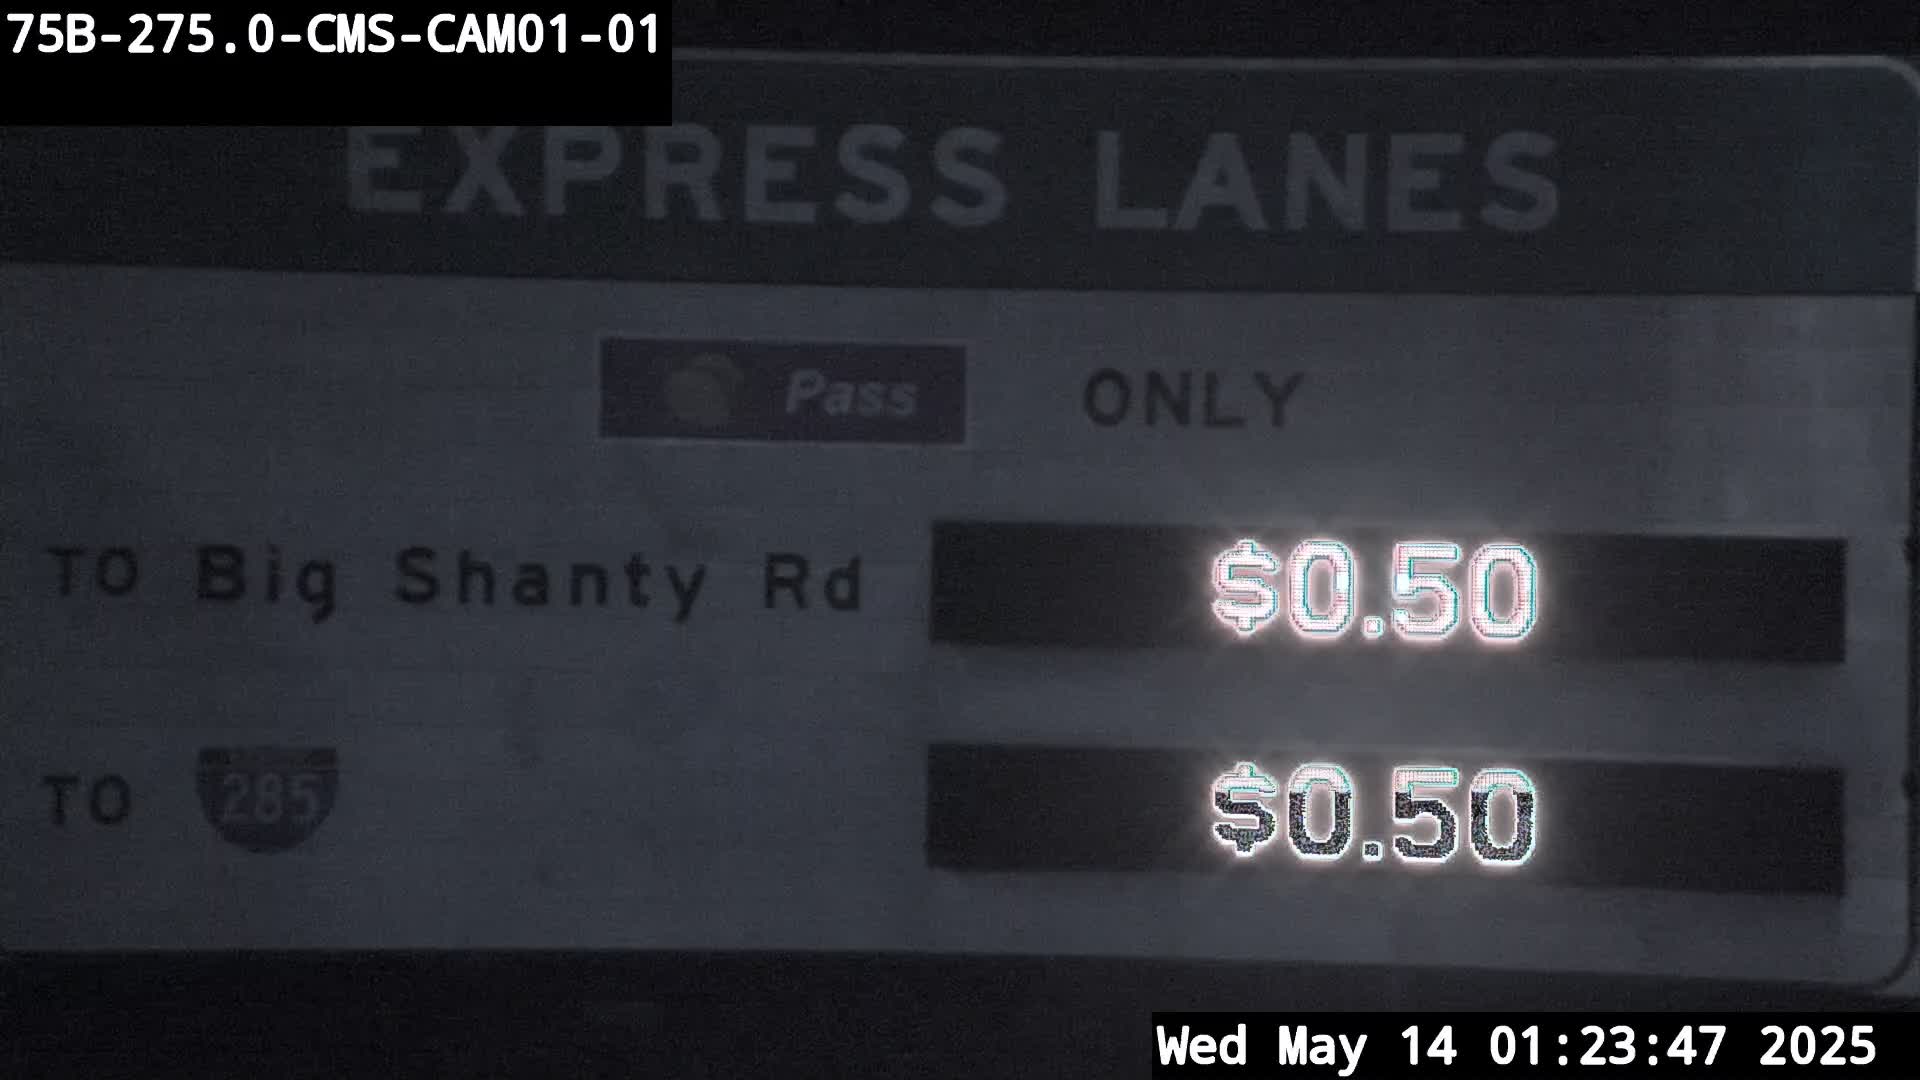 75B-275.0-CMS-CAM01-01
EXPRESS LANES
Pass ONLY
TO Big Shanty Rd $0.50
TO 285 $0.50
Wed May 14 01:23:47 2025